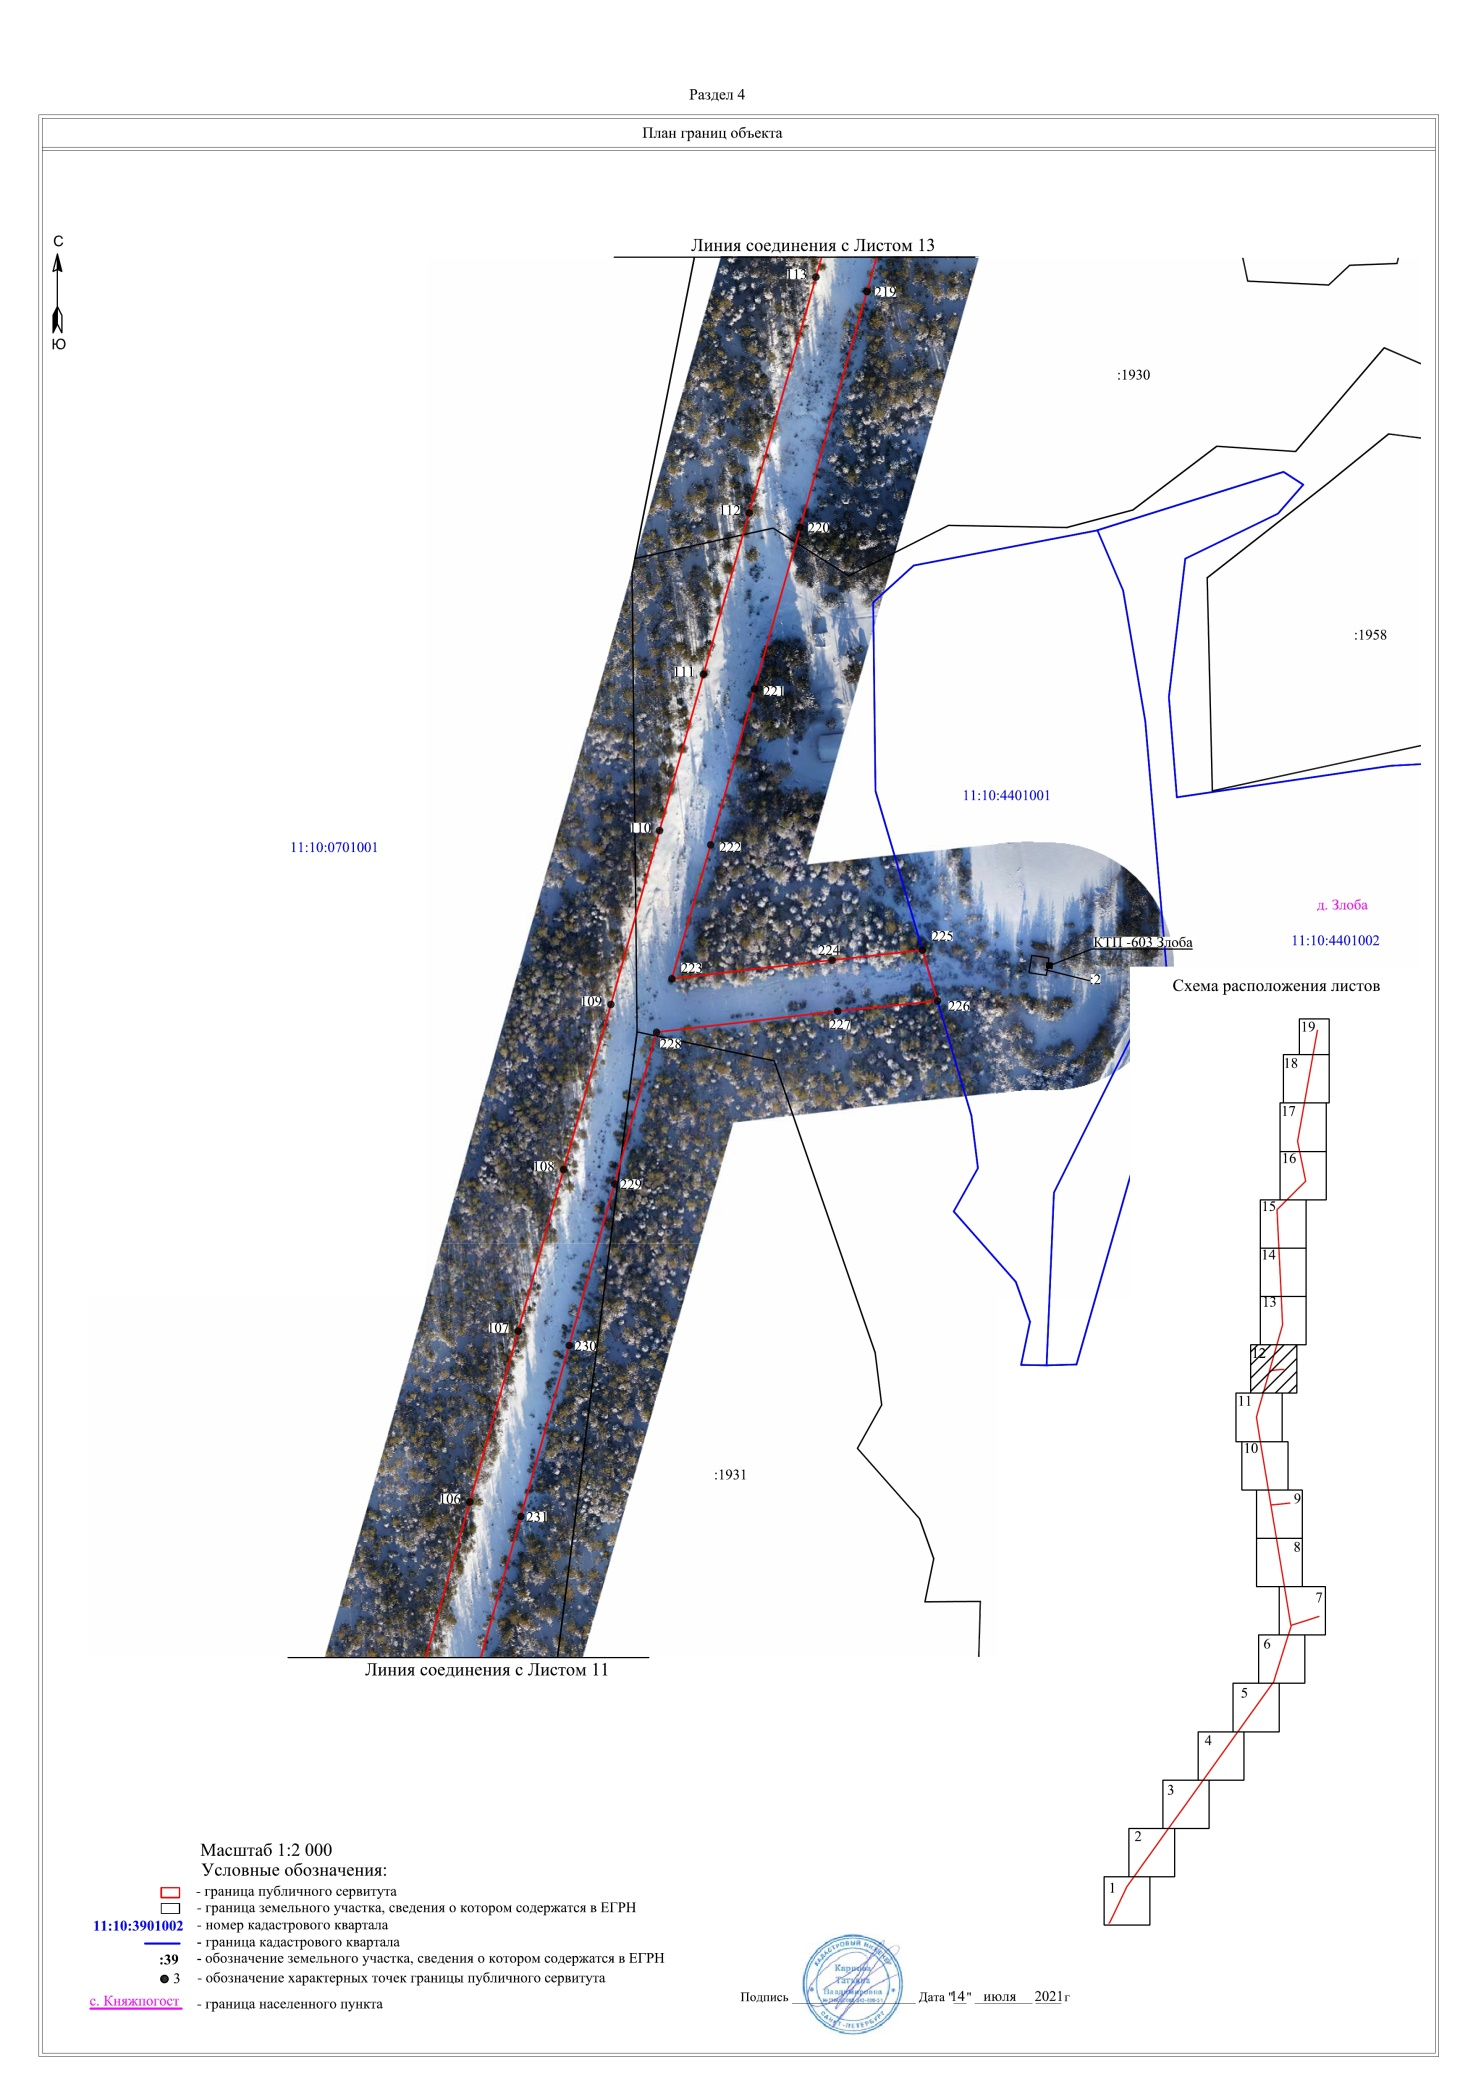 Раздел 4
План границ объекта
С
Ю
Линия соединения с Листом 13
113
219
:1930
112
220
:1958
111
221
11:10:4401001
110
222
11:10:0701001
д. Злоба
225
КТП -603 Злоба
11:10:4401002
224
223
:2
109
226
227
228
Схема расположения листов
19
18
17
16
15
14
13
12
11
10
9
8
7
6
5
4
3
2
1
108
229
107
230
:1931
106
231
Линия соединения с Листом 11
Масштаб 1:2 000
Условные обозначения:
- граница публичного сервитута
- граница земельного участка, сведения о котором содержатся в ЕГРН
11:10:3901002 - номер кадастрового квартала
- граница кадастрового квартала
:39 - обозначение земельного участка, сведения о котором содержатся в ЕГРН
3 - обозначение характерных точек границы публичного сервитута
с. Княжпогост - граница населенного пункта
Подпись Дата "14" июля 2021 г
КАДАСТРОВЫЙ ИНЖЕНЕР
Татьяна
Владимировна
САНКТ-ПЕТЕРБУРГ